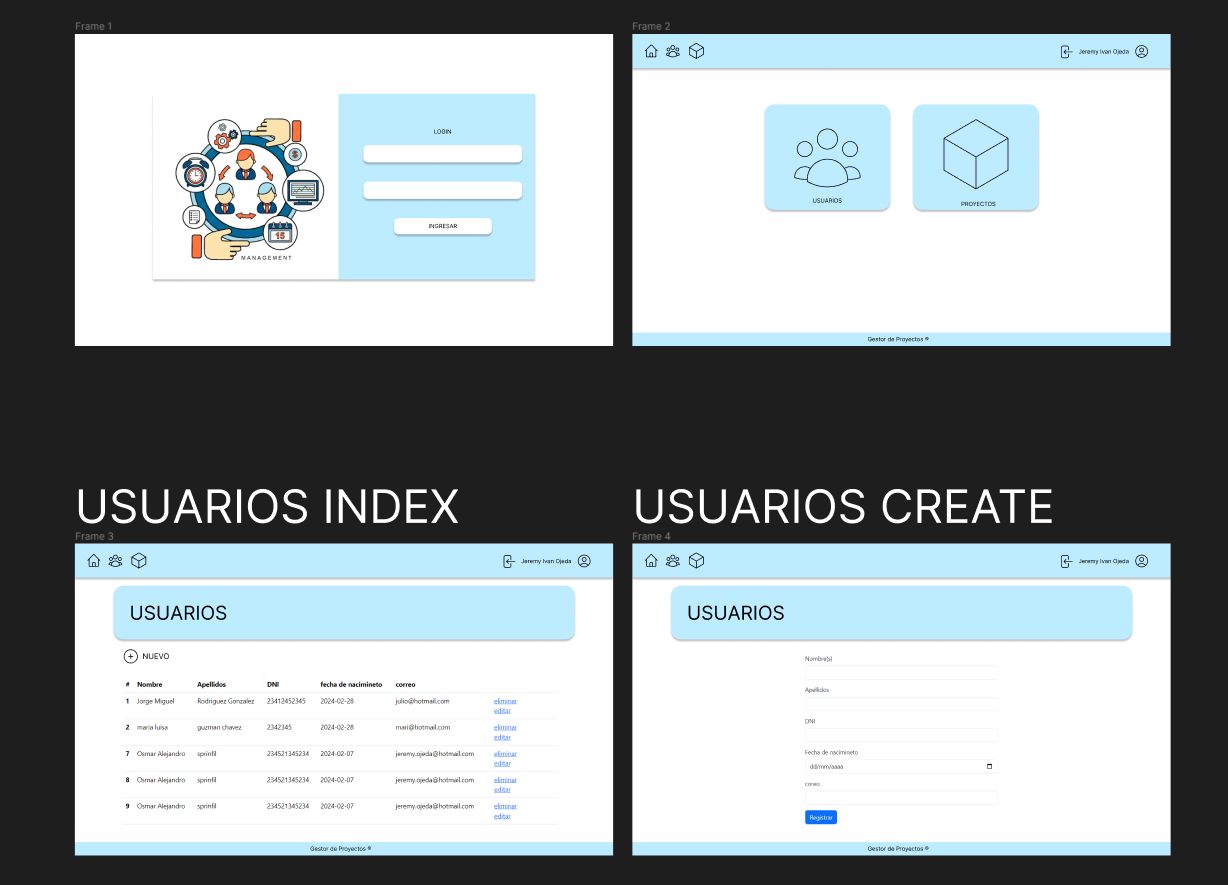 Frame 1
LOGIN
INGRESAR
15
MANAGEMENT
Frame 2
Jeremy Ivan Ojeda
USUARIOS
PROYECTOS
Gestor de Proyectos ®
USUARIOS INDEX
Frame 3
Jeremy Ivan Ojeda
USUARIOS
NUEVO
# Nombre Apellidos DNI fecha de nacimineto correo
1 Jorge Miguel Rodriguez Gonzalez 23412452345 2024-02-28 julio@hotmail.com eliminar
editar
2 maria luisa guzman chavez 2342345 2024-02-28 mari@hotmail.com eliminar
editar
7 Osmar Alejandro sprinfil 234521345234 2024-02-07 jeremy.ojeda@hotmail.com eliminar
editar
8 Osmar Alejandro sprinfil 234521345234 2024-02-07 jeremy.ojeda@hotmail.com eliminar
editar
9 Osmar Alejandro sprinfil 234521345234 2024-02-07 jeremy.ojeda@hotmail.com eliminar
editar
Gestor de Proyectos ®
USUARIOS CREATE
Frame 4
Jeremy Ivan Ojeda
USUARIOS
Nombre(s)
Apellidos
DNI
Fecha de nacimineto
dd/mm/aaaa
correo
Registrar
Gestor de Proyectos ®